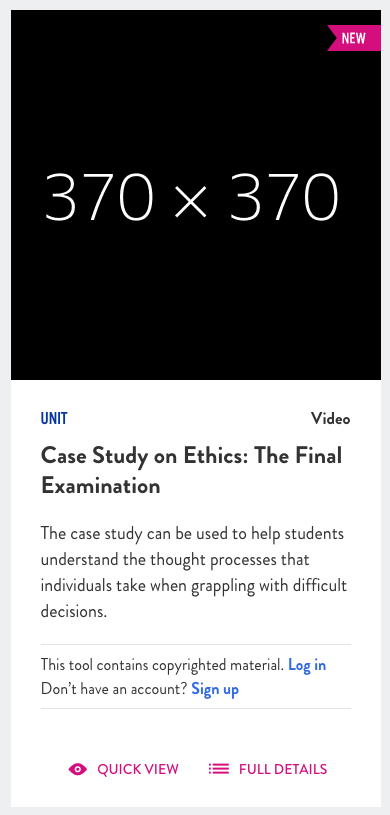 NEW
370 × 370
UNIT
Video
Case Study on Ethics: The Final
Examination
The case study can be used to help students
understand the thought processes that
individuals take when grappling with difficult
decisions.
This tool contains copyrighted material. Log in
Don’t have an account? Sign up
QUICK VIEW
FULL DETAILS